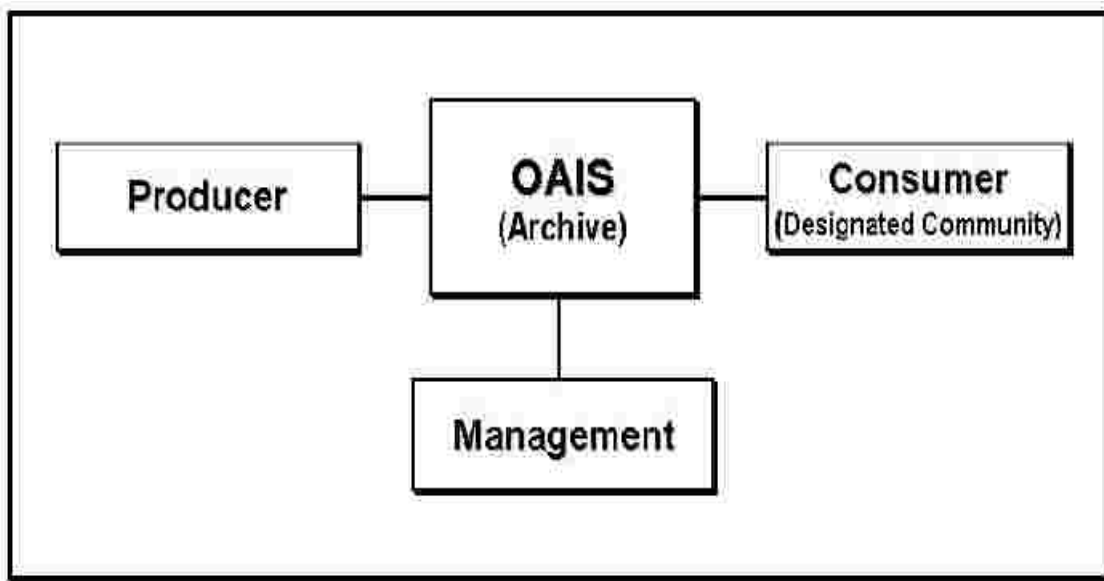 Producer
OAIS
(Archive)
Consumer
(Designated Community)
Management